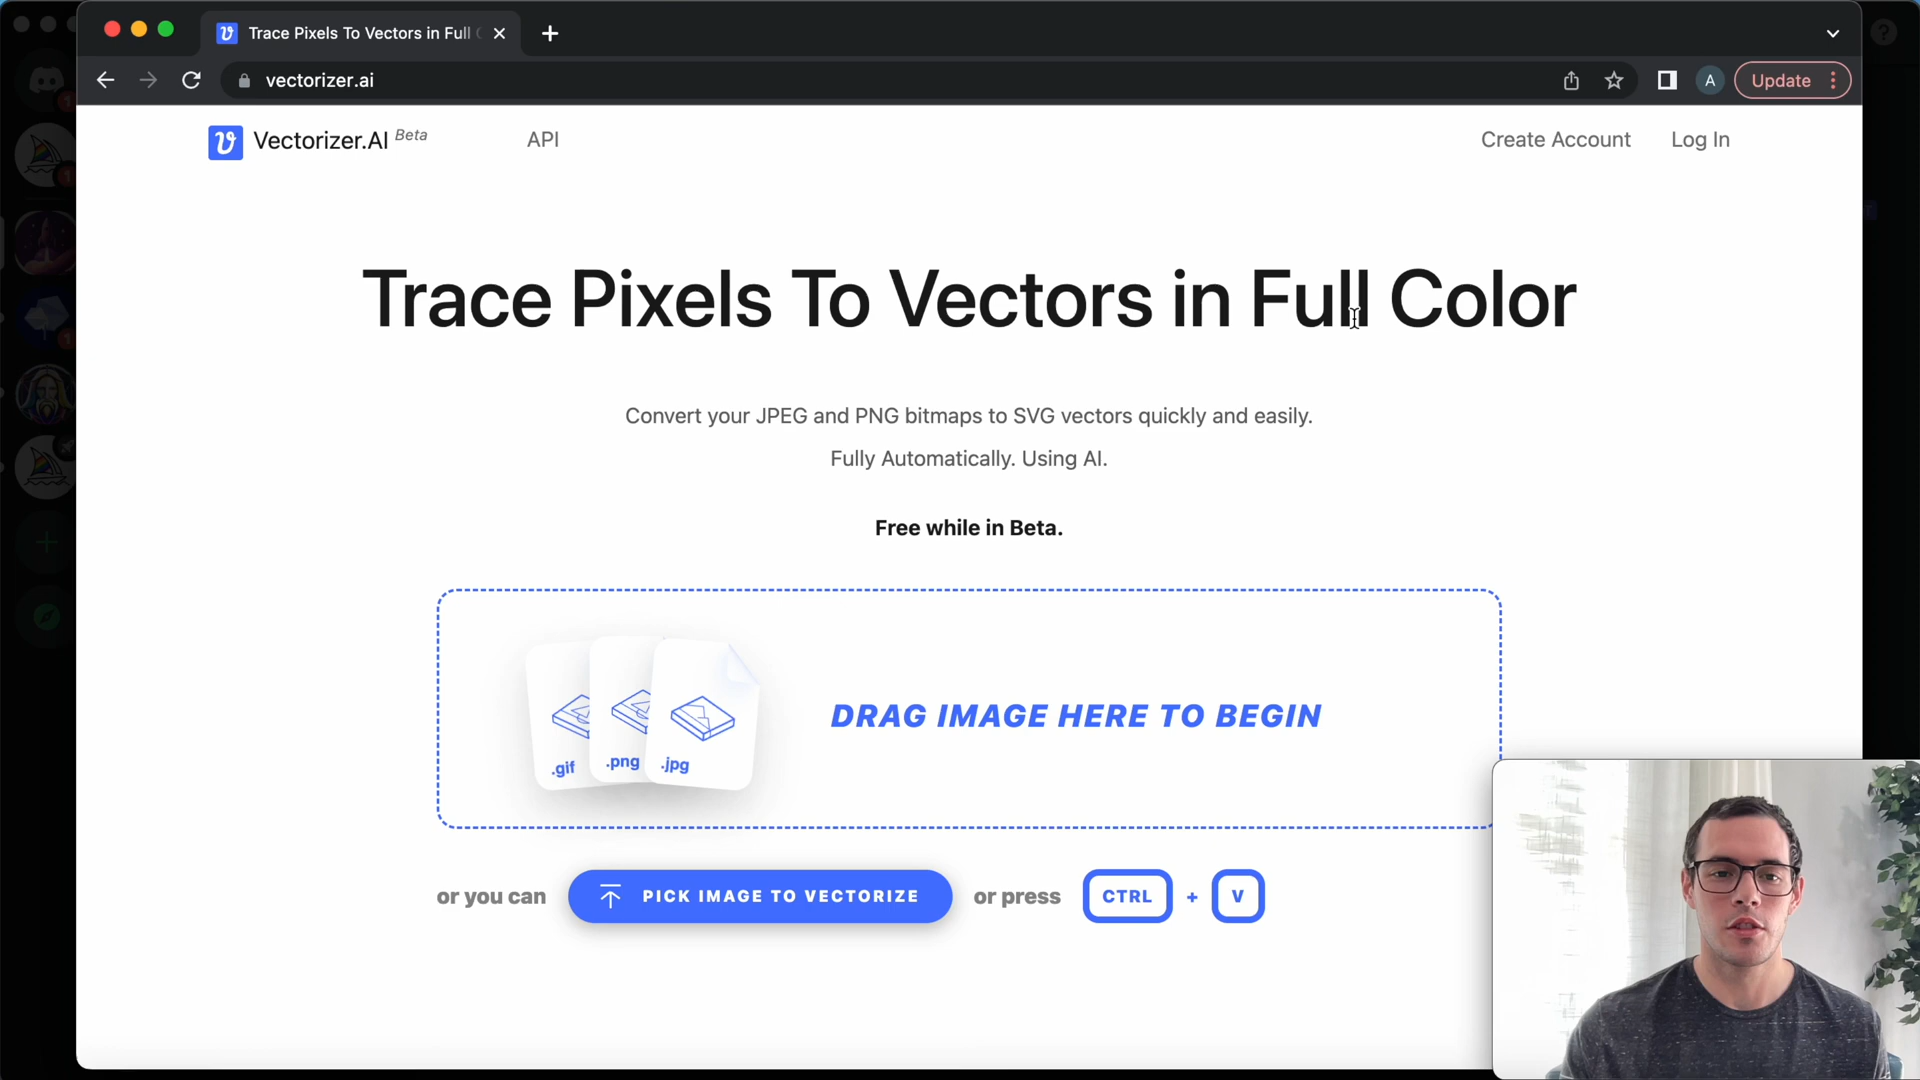 Trace Pixels To Vectors in Full
vectorizer.ai
A
Update
Vectorizer.AI Beta
API
Create Account
Log In
Trace Pixels To Vectors in Full Color
Convert your JPEG and PNG bitmaps to SVG vectors quickly and easily.
Fully Automatically. Using AI.
Free while in Beta.
.gif
.png
.jpg
DRAG IMAGE HERE TO BEGIN
or you can
PICK IMAGE TO VECTORIZE
or press
CTRL
+
V